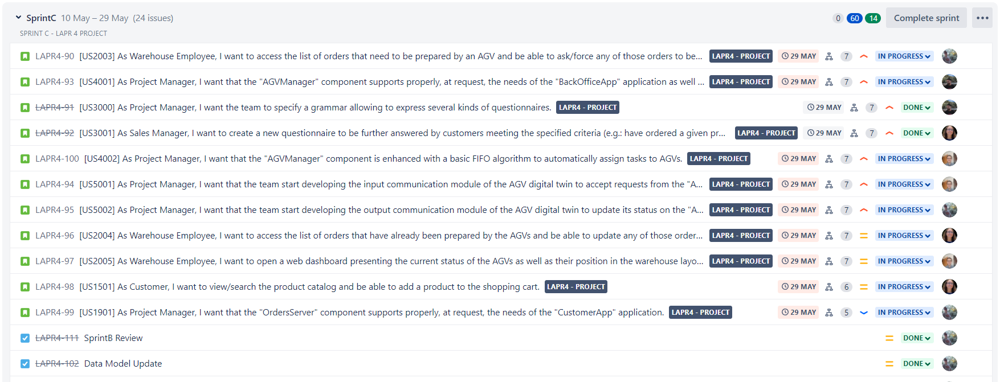 SprintC 10 May – 29 May (24 issues) 0 60 14 Complete sprint
SPRINT C - LAPR 4 PROJECT
LAPR4-90 [US2003] As Warehouse Employee, I want to access the list of orders that need to be prepared by an AGV and be able to ask/force any of those orders to be... LAPR4 - PROJECT 29 MAY 7 IN PROGRESS
LAPR4-93 [US4001] As Project Manager, I want that the "AGVManager" component supports properly, at request, the needs of the "BackOfficeApp" application as well ... LAPR4 - PROJECT 29 MAY 7 IN PROGRESS
LAPR4-91 [US3000] As Project Manager, I want the team to specify a grammar allowing to express several kinds of questionnaires. LAPR4 - PROJECT 29 MAY 7 DONE
LAPR4-92 [US3001] As Sales Manager, I want to create a new questionnaire to be further answered by customers meeting the specified criteria (e.g.: have ordered a given pr... LAPR4 - PROJECT 29 MAY 7 DONE
LAPR4-100 [US4002] As Project Manager, I want that the "AGVManager" component is enhanced with a basic FIFO algorithm to automatically assign tasks to AGVs. LAPR4 - PROJECT 29 MAY 7 IN PROGRESS
LAPR4-94 [US5001] As Project Manager, I want that the team start developing the input communication module of the AGV digital twin to accept requests from the "A... LAPR4 - PROJECT 29 MAY 7 IN PROGRESS
LAPR4-95 [US5002] As Project Manager, I want that the team start developing the output communication module of the AGV digital twin to update its status on the "A... LAPR4 - PROJECT 29 MAY 7 IN PROGRESS
LAPR4-96 [US2004] As Warehouse Employee, I want to access the list of orders that have already been prepared by the AGVs and be able to update any of those order... LAPR4 - PROJECT 29 MAY 7 IN PROGRESS
LAPR4-97 [US2005] As Warehouse Employee, I want to open a web dashboard presenting the current status of the AGVs as well as their position in the warehouse layo... LAPR4 - PROJECT 29 MAY 7 IN PROGRESS
LAPR4-98 [US1501] As Customer, I want to view/search the product catalog and be able to add a product to the shopping cart. LAPR4 - PROJECT 29 MAY 6 IN PROGRESS
LAPR4-99 [US1901] As Project Manager, I want that the "OrdersServer" component supports properly, at request, the needs of the "CustomerApp" application. LAPR4 - PROJECT 29 MAY 5 IN PROGRESS
LAPR4-111 SprintB Review DONE
LAPR4-102 Data Model Update DONE